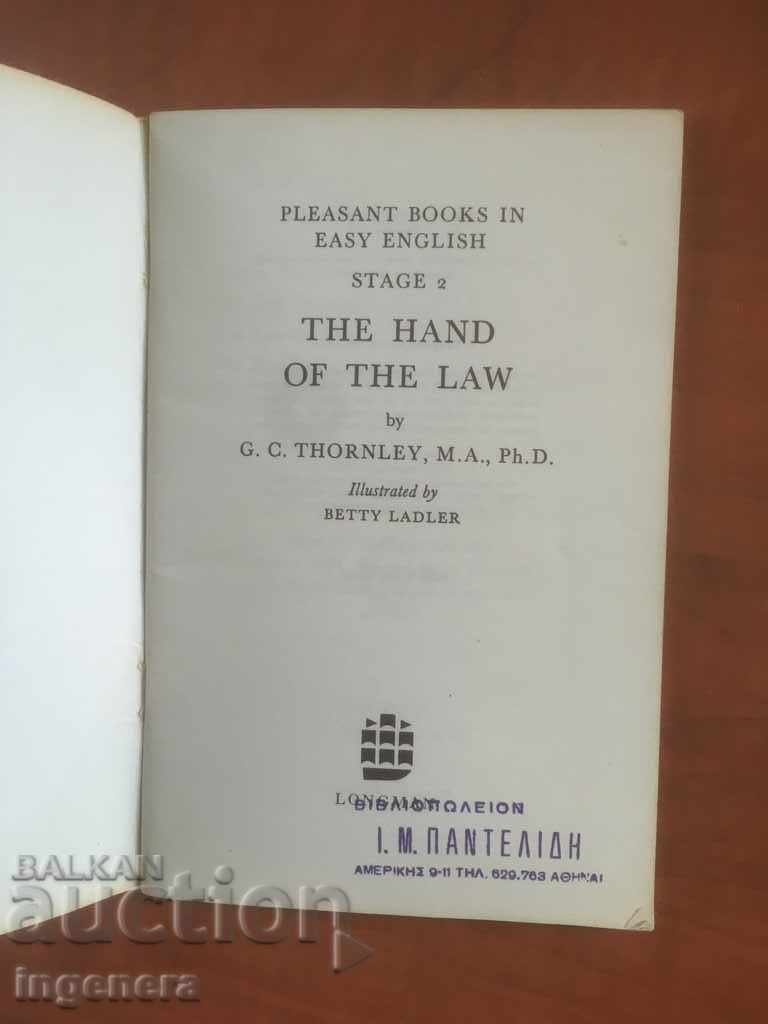 PLEASANT BOOKS IN
EASY ENGLISH
STAGE 2
THE HAND
OF THE LAW
by
G. C. THORNLEY, M.A., Ph.D.
Illustrated by
BETTY LADLER
LONGMAN
ΒΙΒΛΙΟΠΩΛΕΙΟΝ
Ι. Μ. ΠΑΝΤΕΛΙΔΗ
ΑΜΕΡΙΚΗΣ 9-11 ΤΗΛ. 629.763 ΑΘΗΝΑΙ
BALKAN
auction
ingenera